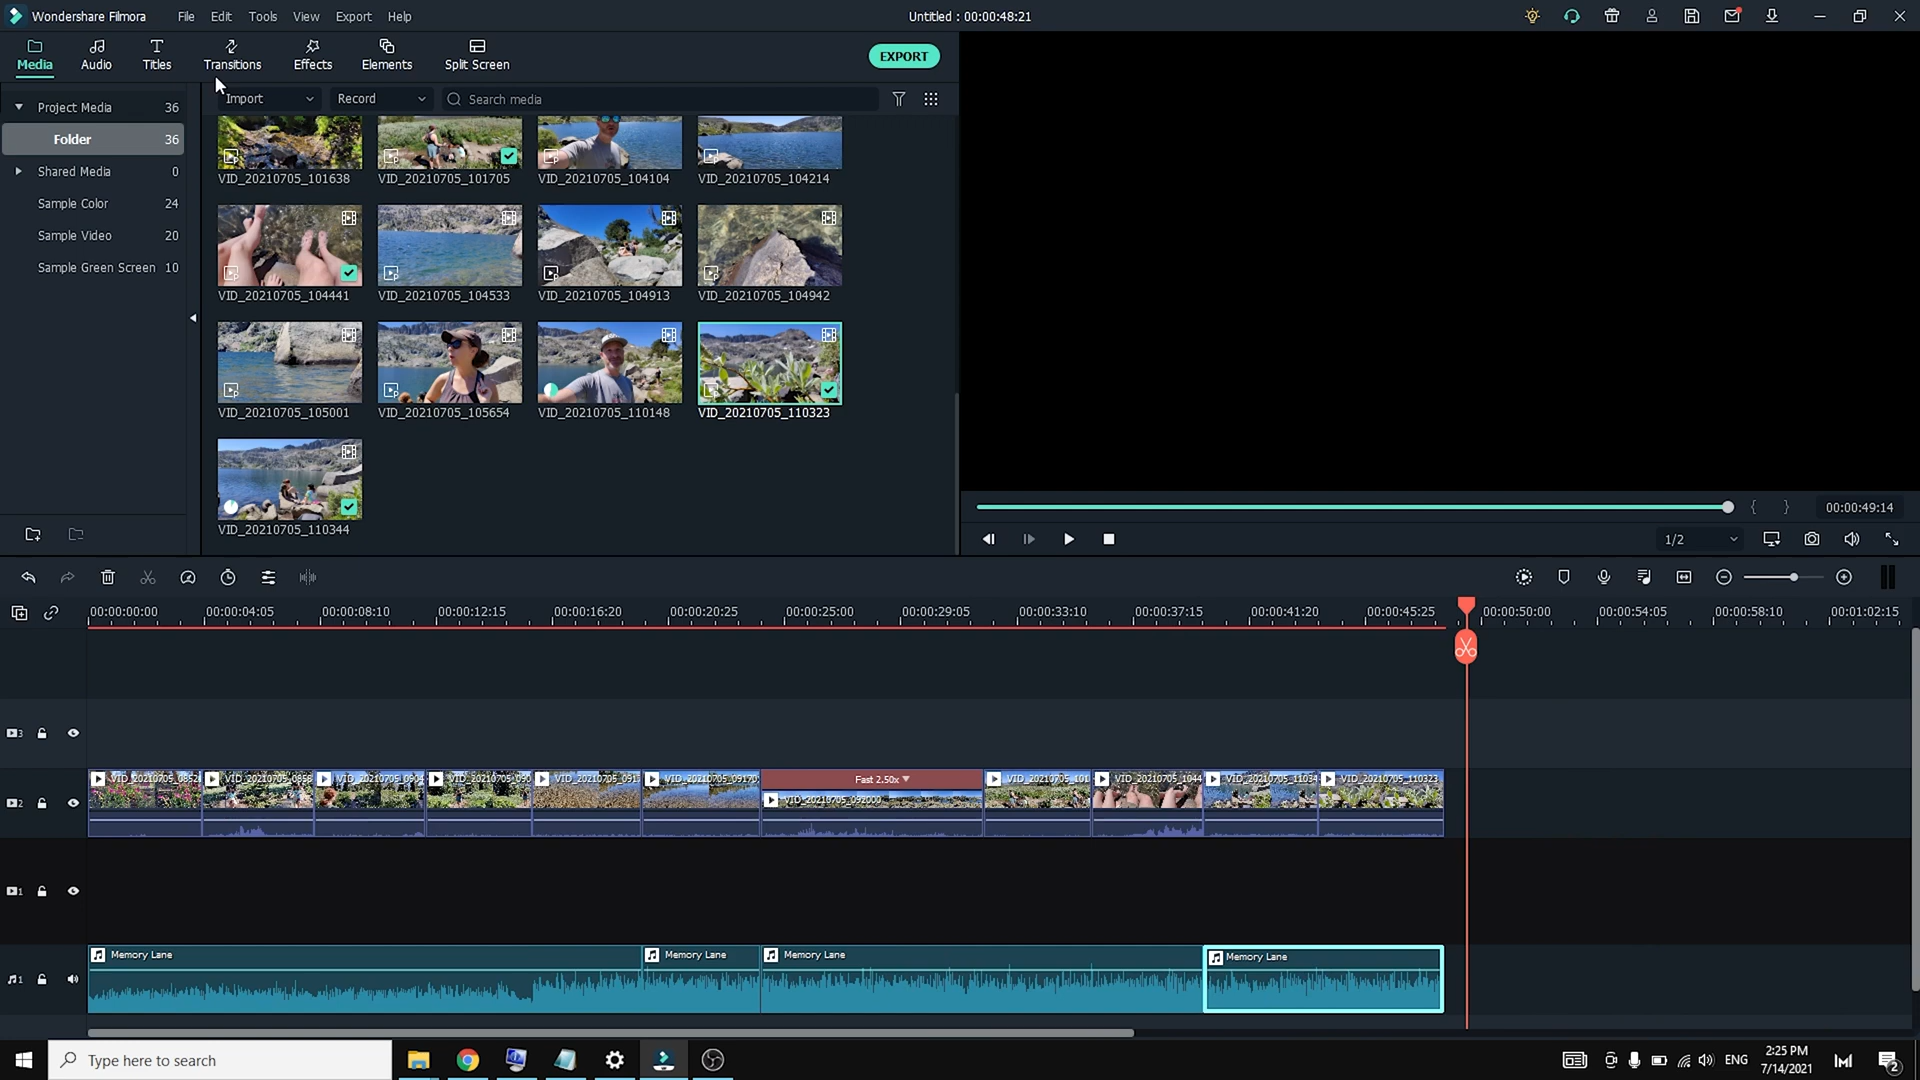 Wondershare Filmora
File Edit Tools View Export Help
Untitled : 00:00:48:21
Media Audio Titles Transitions Effects Elements Split Screen
EXPORT
Import Record Search media
Project Media 36
Folder 36
Shared Media 0
Sample Color 24
Sample Video 20
Sample Green Screen 10
VID_20210705_101638 VID_20210705_101705 VID_20210705_104104 VID_20210705_104214
VID_20210705_104441 VID_20210705_104533 VID_20210705_104913 VID_20210705_104942
VID_20210705_105001 VID_20210705_105654 VID_20210705_110148 VID_20210705_110323
VID_20210705_110344
{ } 00:00:49:14
1/2
00:00:00:00 00:00:04:05 00:00:08:10 00:00:12:15 00:00:16:20 00:00:20:25 00:00:25:00 00:00:29:05 00:00:33:10 00:00:37:15 00:00:41:20 00:00:45:25 00:00:50:00 00:00:54:05 00:00:58:10 00:01:02:15
3
2
Fast 2.50x
VID_20210705_092000
VID_20210705_110323
1
1
Memory Lane Memory Lane Memory Lane Memory Lane
Type here to search
ENG
2:25 PM
7/14/2021
2